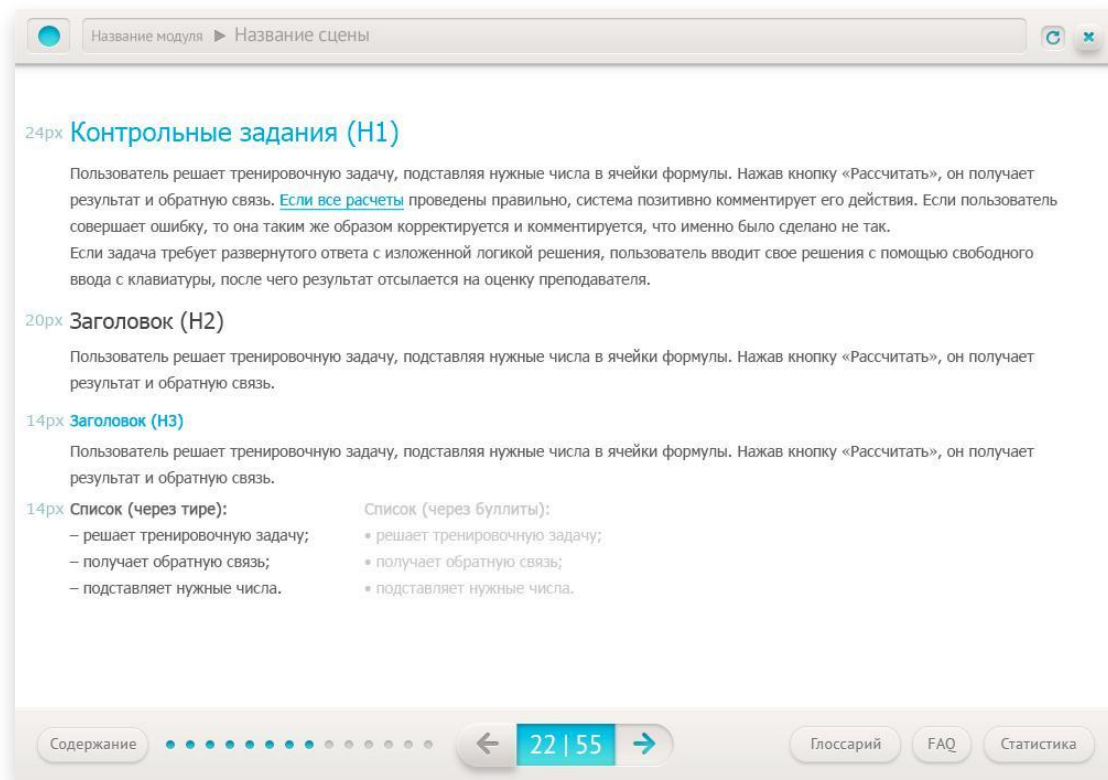 Название модуля ▶ Название сцены
24px Контрольные задания (H1)
Пользователь решает тренировочную задачу, подставляя нужные числа в ячейки формулы. Нажав кнопку «Рассчитать», он получает
результат и обратную связь. Если все расчеты проведены правильно, система позитивно комментирует его действия. Если пользователь
совершает ошибку, то она таким же образом корректируется и комментируется, что именно было сделано не так.
Если задача требует развернутого ответа с изложенной логикой решения, пользователь вводит свое решения с помощью свободного
ввода с клавиатуры, после чего результат отсылается на оценку преподавателя.
20px Заголовок (H2)
Пользователь решает тренировочную задачу, подставляя нужные числа в ячейки формулы. Нажав кнопку «Рассчитать», он получает
результат и обратную связь.
14px Заголовок (H3)
Пользователь решает тренировочную задачу, подставляя нужные числа в ячейки формулы. Нажав кнопку «Рассчитать», он получает
результат и обратную связь.
14px Список (через тире):
– решает тренировочную задачу;
– получает обратную связь;
– подставляет нужные числа.
Список (через буллиты):
• решает тренировочную задачу;
• получает обратную связь;
• подставляет нужные числа.
Содержание
22 | 55
Глоссарий
FAQ
Статистика